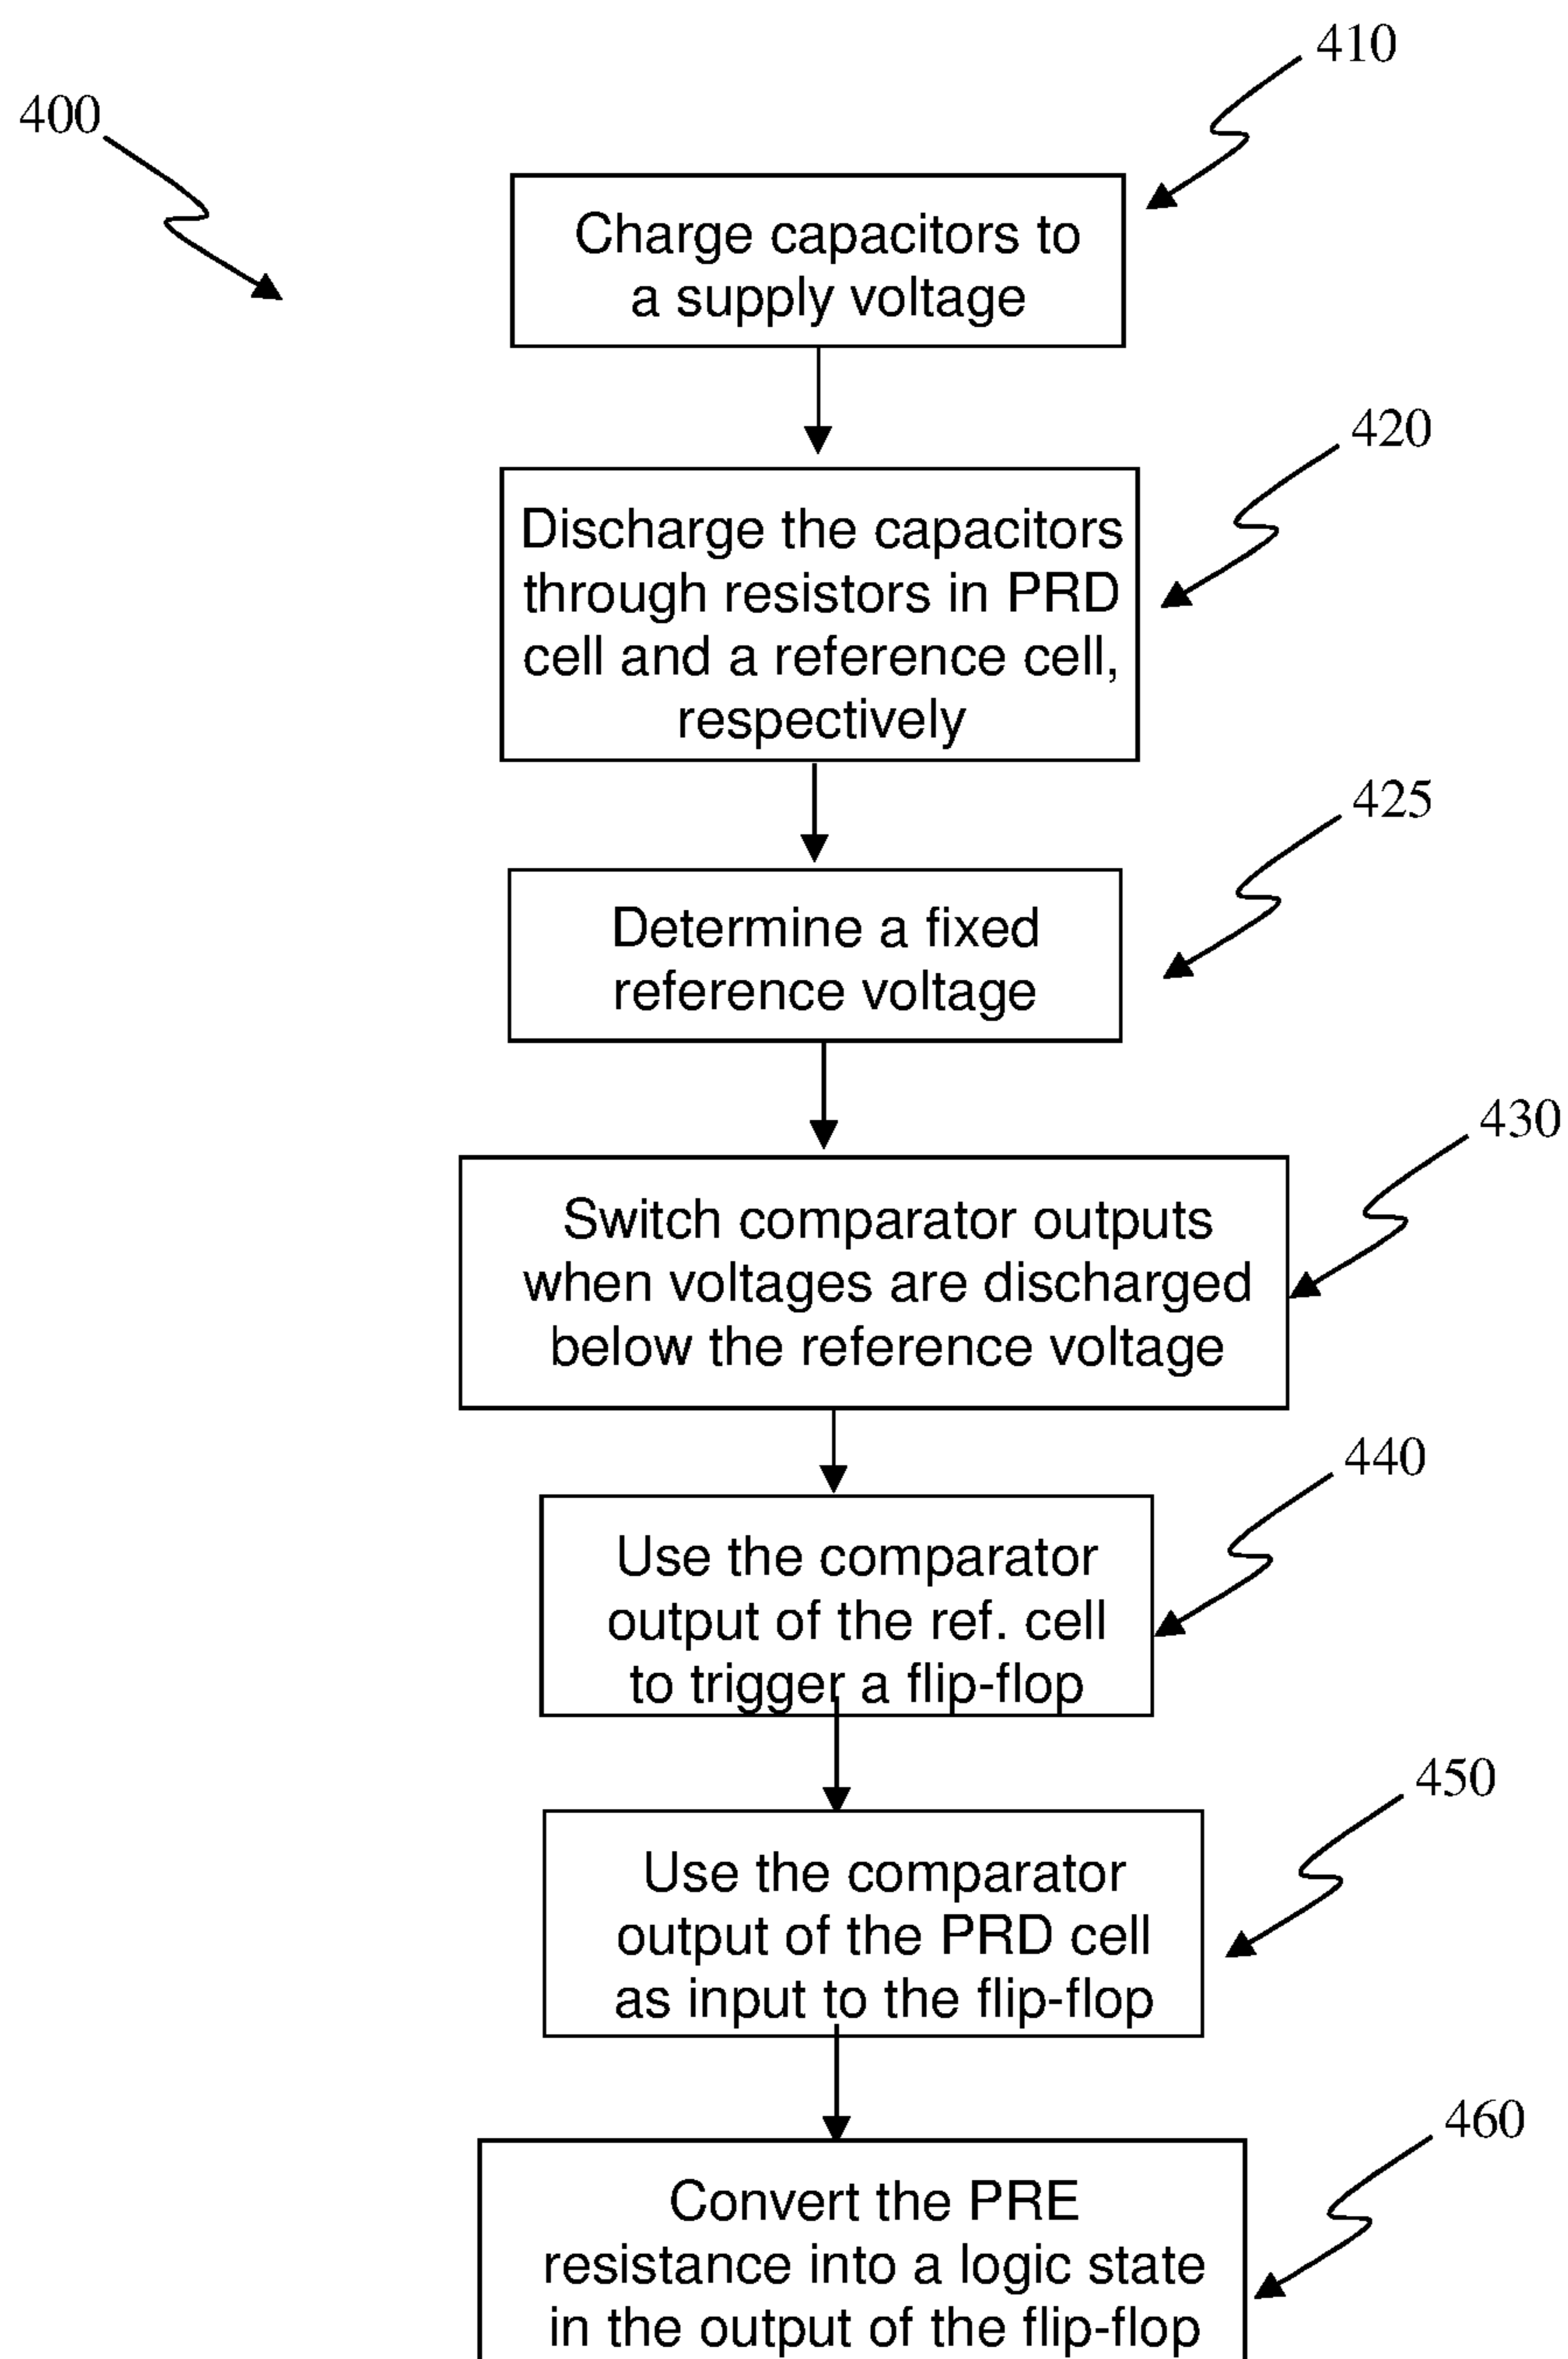 410
400
Charge capacitors to
a supply voltage
420
Discharge the capacitors
through resistors in PRD
cell and a reference cell,
respectively
425
Determine a fixed
reference voltage
430
Switch comparator outputs
when voltages are discharged
below the reference voltage
440
Use the comparator
output of the ref. cell
to trigger a flip-flop
450
Use the comparator
output of the PRD cell
as input to the flip-flop
460
Convert the PRE
resistance into a logic state
in the output of the flip-flop